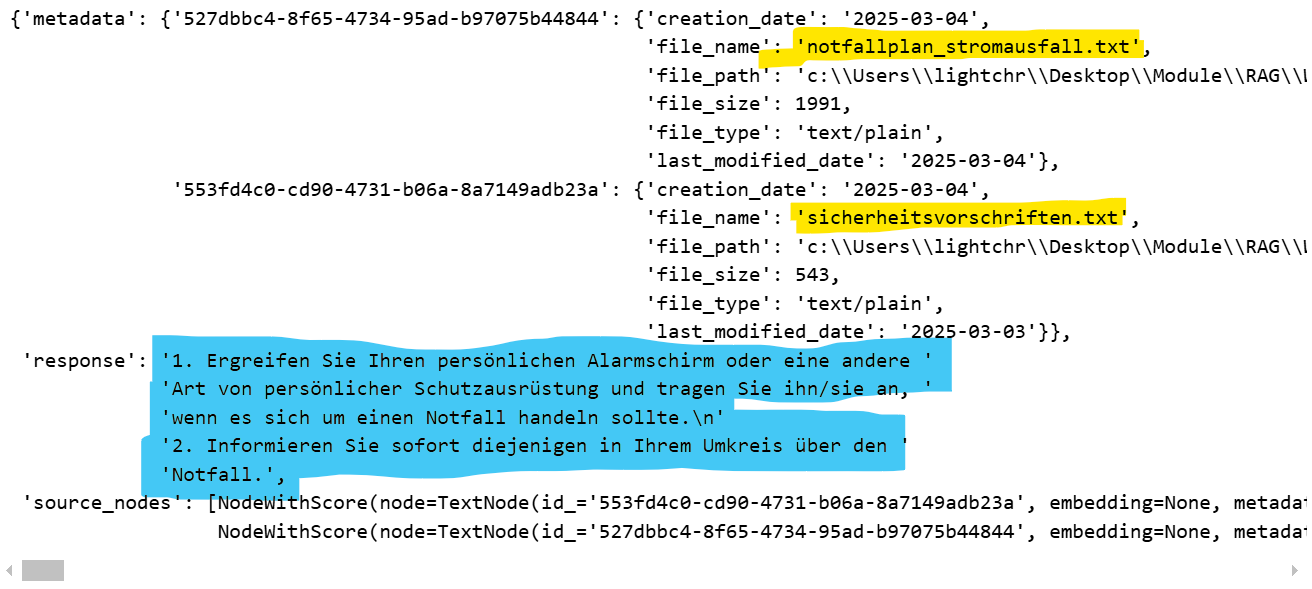 {'metadata': {'527dbbc4-8f65-4734-95ad-b97075b44844': {'creation_date': '2025-03-04',
'file_name': 'notfallplan_stromausfall.txt',
'file_path': 'c:\\Users\\lightchr\\Desktop\\Module\\RAG\\
'file_size': 1991,
'file_type': 'text/plain',
'last_modified_date': '2025-03-04'},
'553fd4c0-cd90-4731-b06a-8a7149adb23a': {'creation_date': '2025-03-04',
'file_name': 'sicherheitsvorschriften.txt',
'file_path': 'c:\\Users\\lightchr\\Desktop\\Module\\RAG\\
'file_size': 543,
'file_type': 'text/plain',
'last_modified_date': '2025-03-03'}},
'response': '1. Ergreifen Sie Ihren persönlichen Alarmschirm oder eine andere '
'Art von persönlicher Schutzausrüstung und tragen Sie ihn/sie an, '
'wenn es sich um einen Notfall handeln sollte.\n'
'2. Informieren Sie sofort diejenigen in Ihrem Umkreis über den '
'Notfall.',
'source_nodes': [NodeWithScore(node=TextNode(id_='553fd4c0-cd90-4731-b06a-8a7149adb23a', embedding=None, metada
NodeWithScore(node=TextNode(id_='527dbbc4-8f65-4734-95ad-b97075b44844', embedding=None, metada